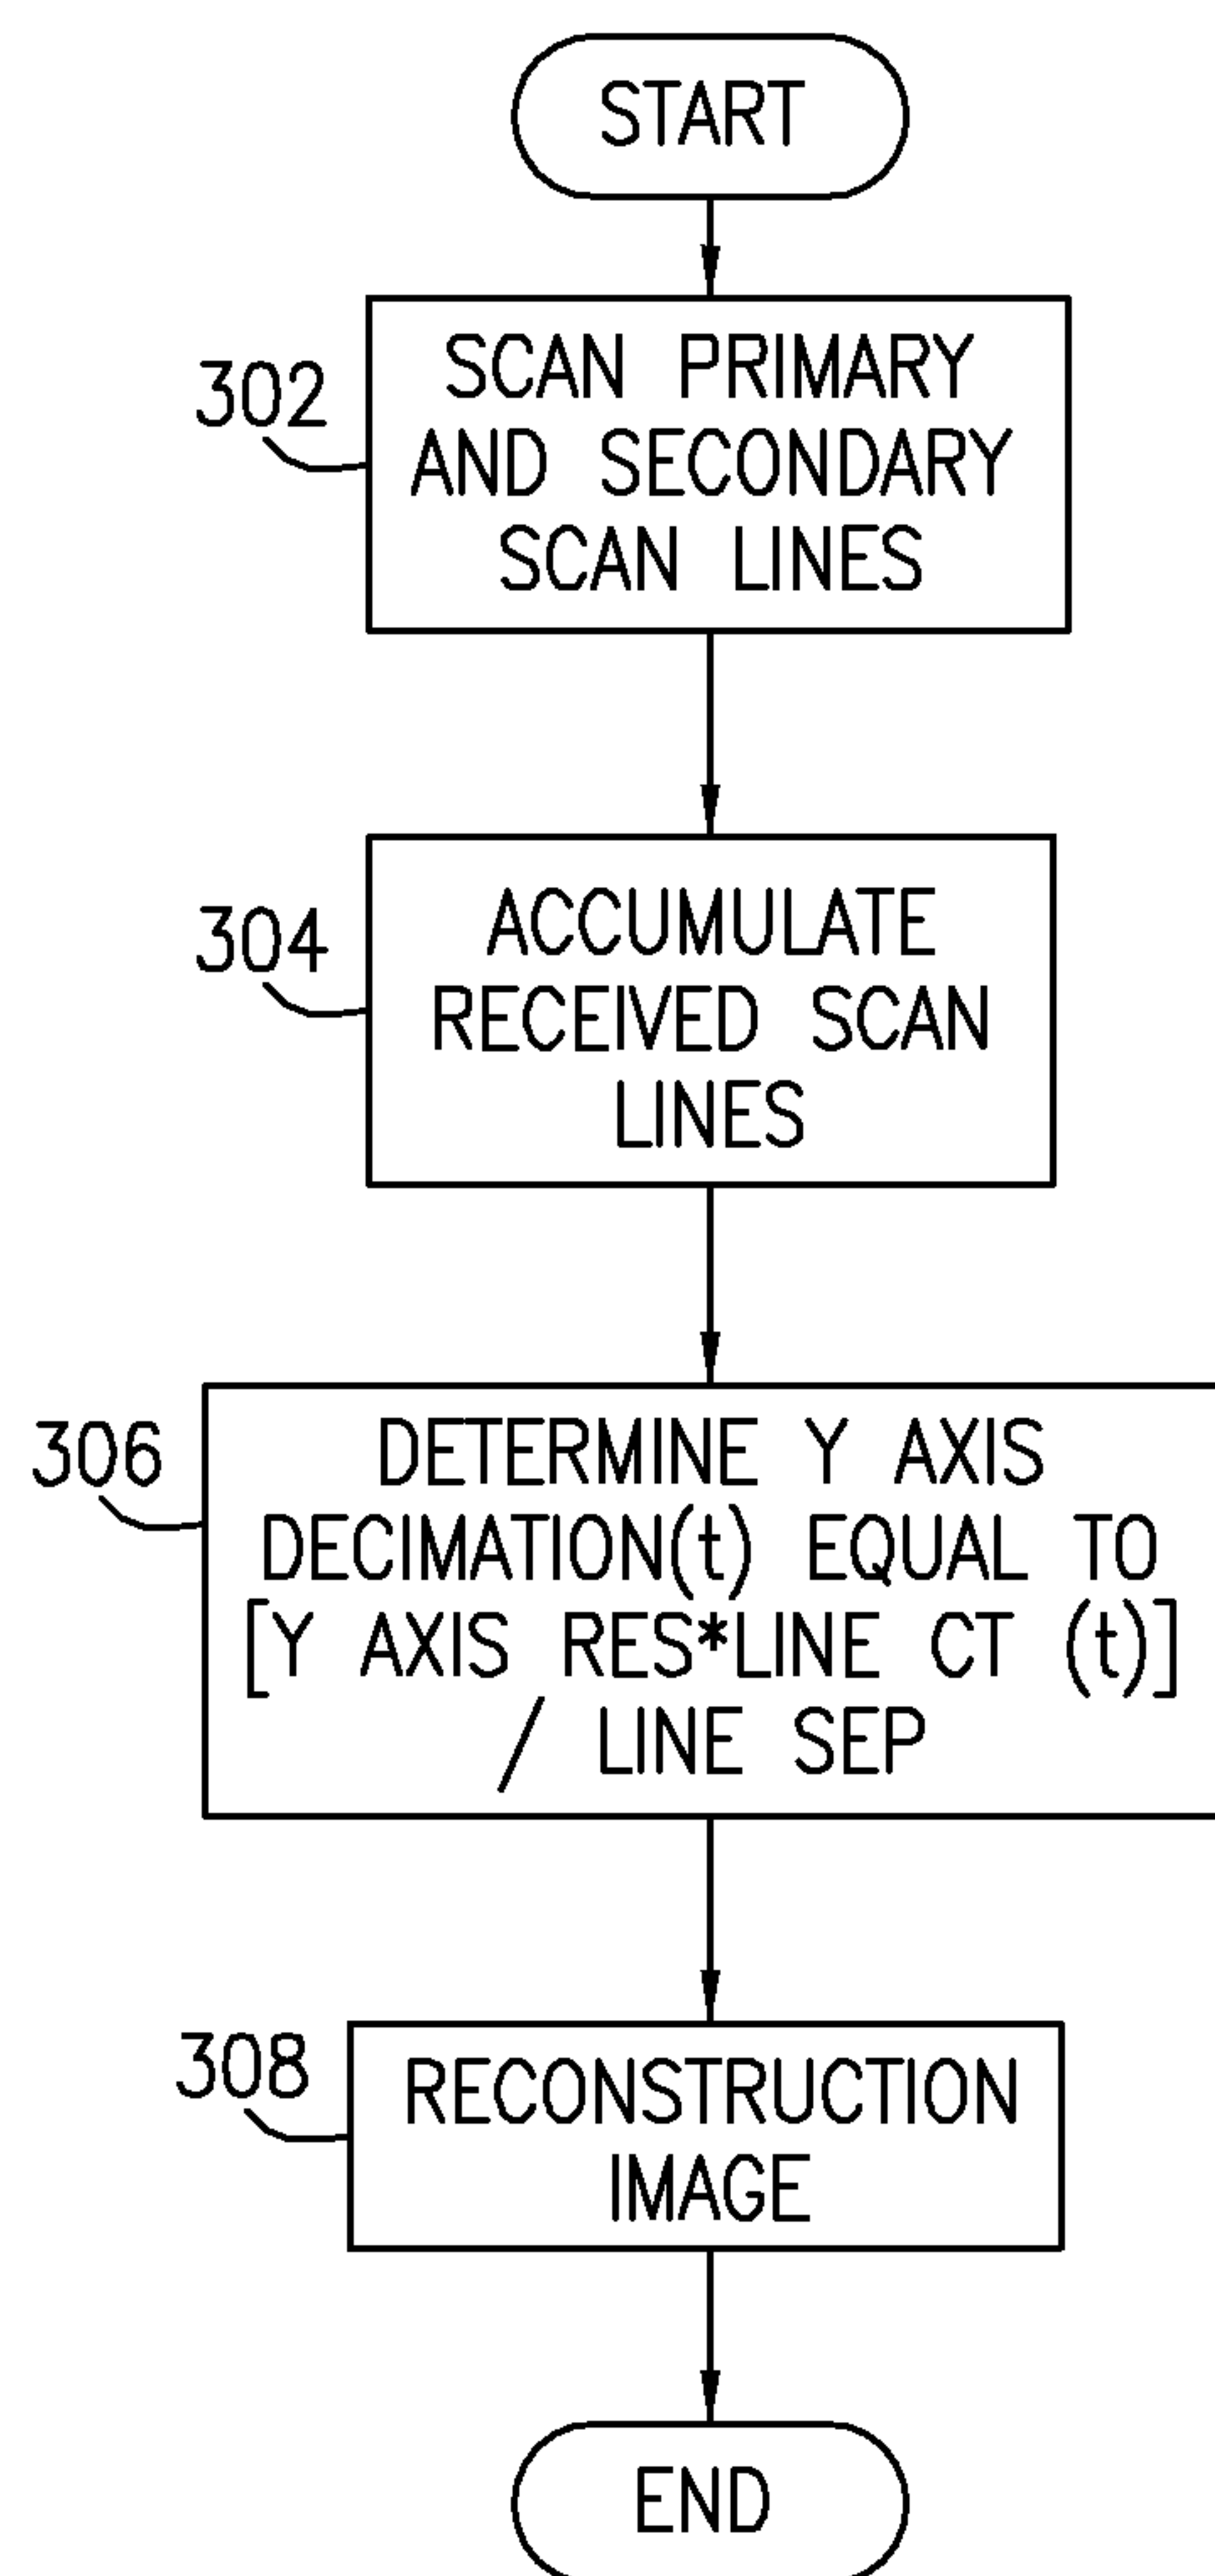 START
302
SCAN PRIMARY
AND SECONDARY
SCAN LINES
304
ACCUMULATE
RECEIVED SCAN
LINES
306
DETERMINE Y AXIS
DECIMATION(t) EQUAL TO
[Y AXIS RES*LINE CT (t)]
/ LINE SEP
308
RECONSTRUCTION
IMAGE
END